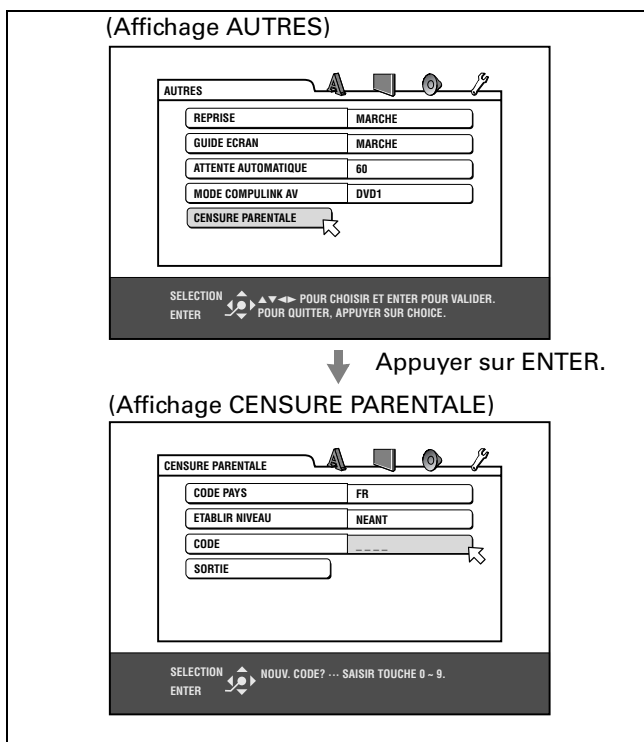 (Affichage AUTRES)
AUTRES
REPRISE MARCHE
GUIDE ECRAN MARCHE
ATTENTE AUTOMATIQUE 60
MODE COMPULINK AV DVD1
CENSURE PARENTALE
SELECTION ▲▼◄► POUR CHOISIR ET ENTER POUR VALIDER.
ENTER POUR QUITTER, APPUYER SUR CHOICE.
Appuyer sur ENTER.
(Affichage CENSURE PARENTALE)
CENSURE PARENTALE
CODE PAYS FR
ETABLIR NIVEAU NEANT
CODE _ _ _ _
SORTIE
SELECTION NOUV. CODE? ··· SAISIR TOUCHE 0 ~ 9.
ENTER